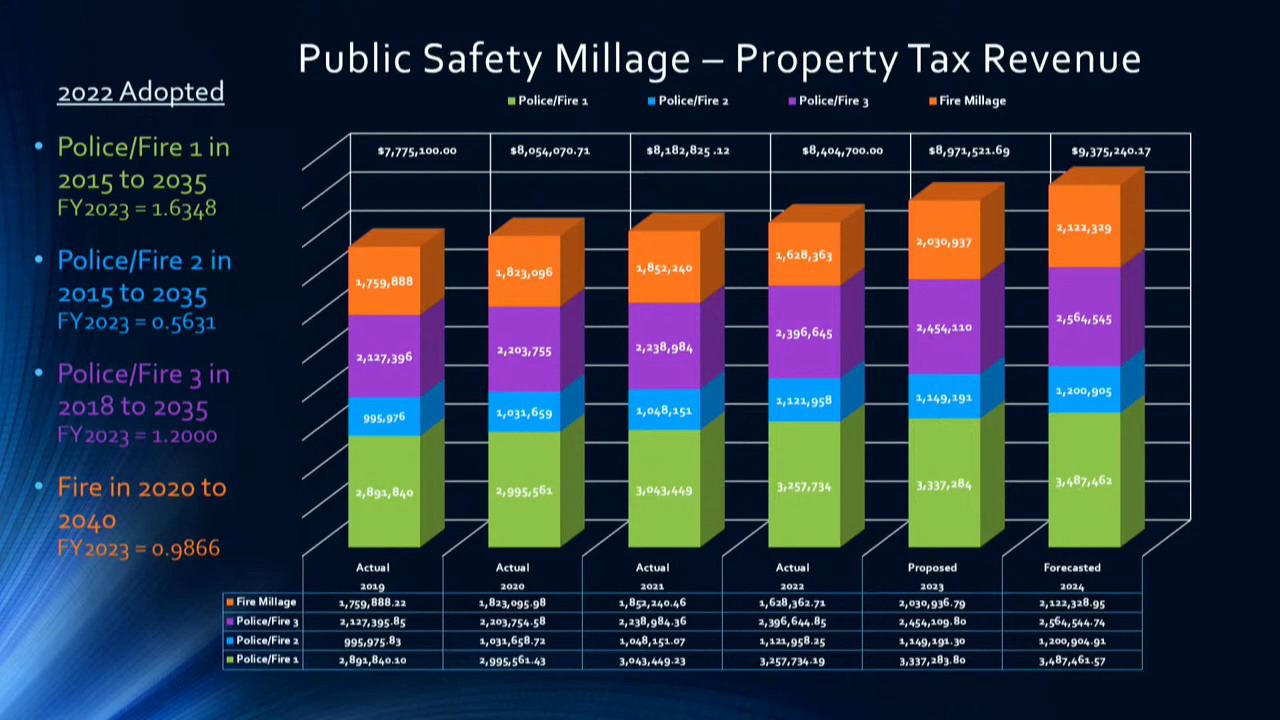 Public Safety Millage – Property Tax Revenue
2022 Adopted
• Police/Fire 1 in
2015 to 2035
FY2023 = 1.6348
• Police/Fire 2 in
2015 to 2035
FY2023 = 0.5631
• Police/Fire 3 in
2018 to 2035
FY2023 = 1.2000
• Fire in 2020 to
2040
FY2023 = 0.9866
Police/Fire 1 Police/Fire 2 Police/Fire 3 Fire Millage
$7,775,100.00 $8,054,070.71 $8,182,825 .12 $8,404,700.00 $8,971,521.69 $9,375,240.17
1,759,888 1,823,096 1,852,240 1,628,363 2,030,937 2,122,329
2,127,396 2,203,755 2,238,984 2,396,645 2,454,110 2,564,545
995,976 1,031,659 1,048,151 1,121,958 1,149,191 1,200,905
2,891,840 2,995,561 3,043,449 3,257,734 3,337,284 3,487,462
Actual Actual Actual Actual Proposed Forecasted
2019 2020 2021 2022 2023 2024
Fire Millage 1,759,888.22 1,823,095.98 1,852,240.46 1,628,362.71 2,030,936.79 2,122,328.95
Police/Fire 3 2,127,395.85 2,203,754.58 2,238,984.36 2,396,644.85 2,454,109.80 2,564,544.74
Police/Fire 2 995,975.83 1,031,658.72 1,048,151.07 1,121,958.25 1,149,191.30 1,200,904.91
Police/Fire 1 2,891,840.10 2,995,561.43 3,043,449.23 3,257,734.19 3,337,283.80 3,487,461.57